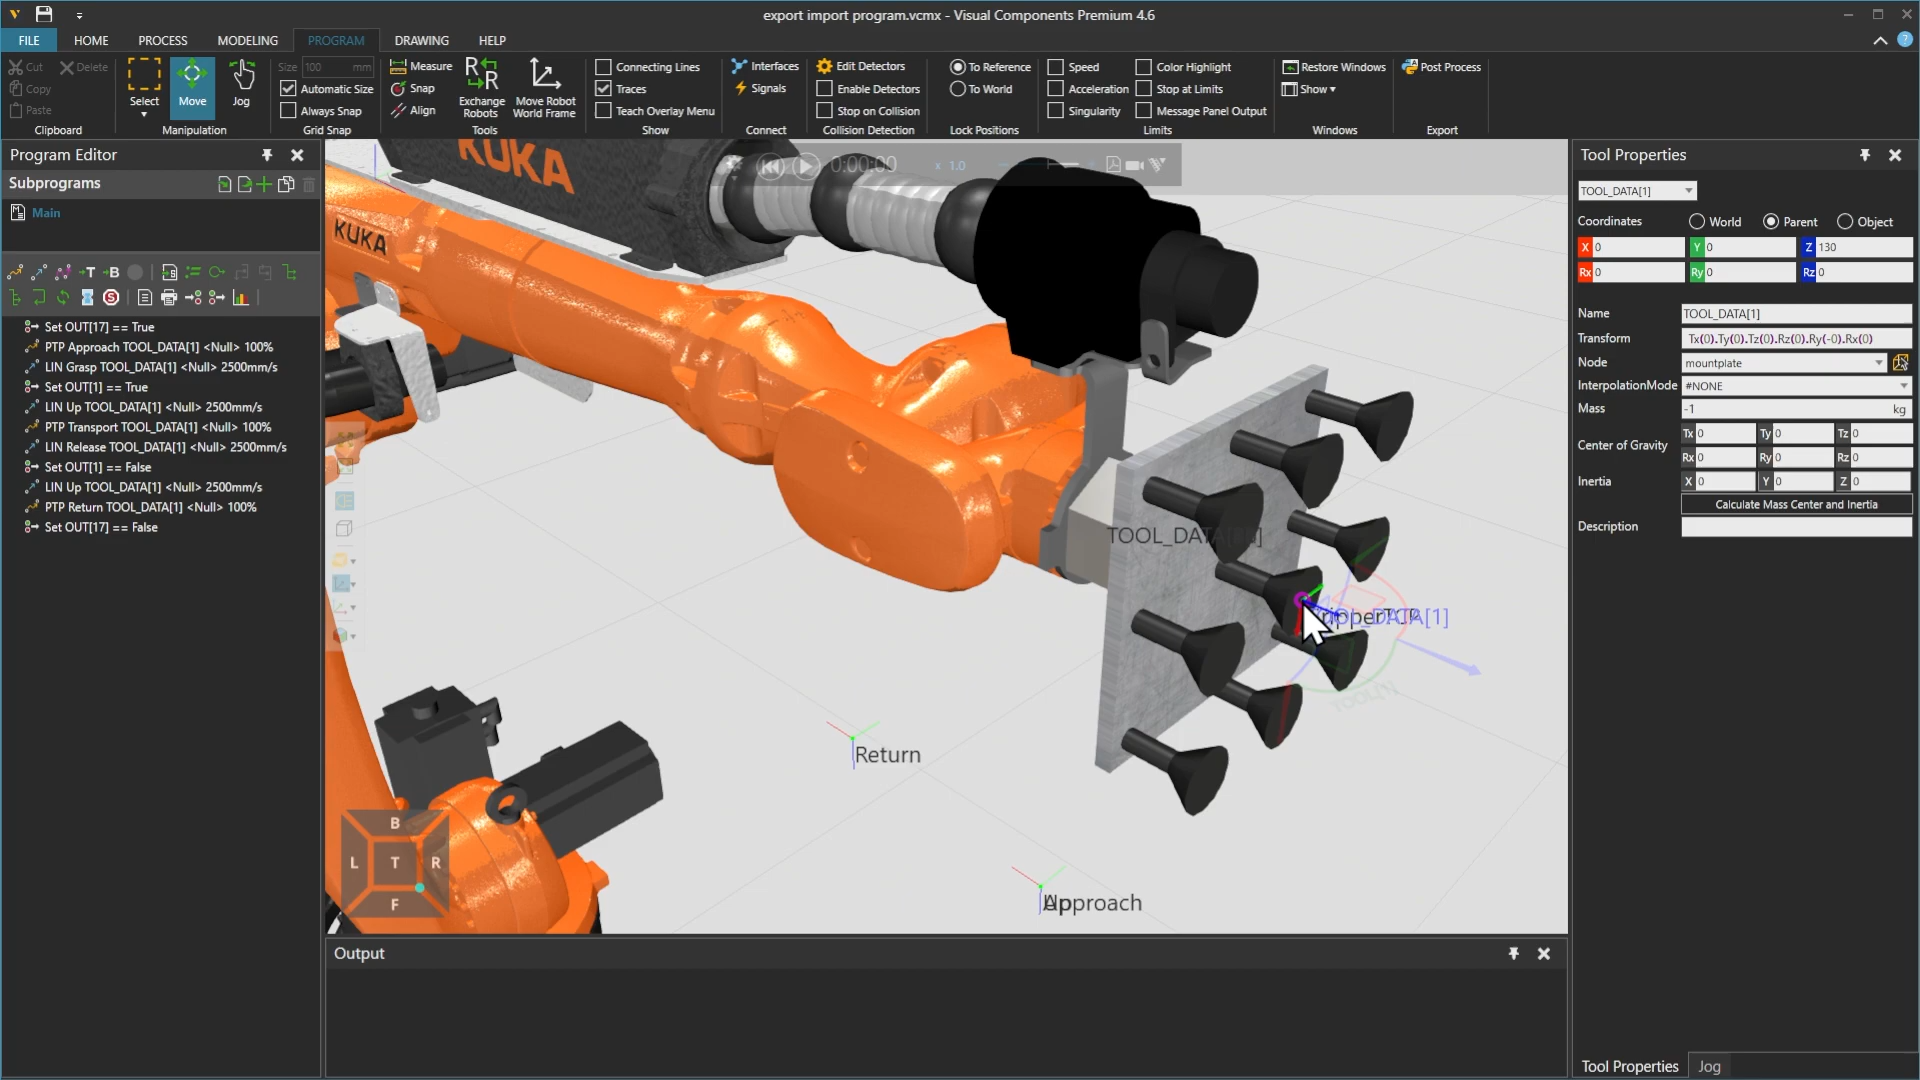 export import program.vcmx - Visual Components Premium 4.6
FILE HOME PROCESS MODELING PROGRAM DRAWING HELP
Cut Delete
Copy
Paste
Clipboard
Select Move Jog
Manipulation
Size 100 mm
Automatic Size
Always Snap
Grid Snap
Measure
Snap
Align
Exchange Robots
Move Robot World Frame
Tools
Connecting Lines
Traces
Teach Overlay Menu
Show
Interfaces
Signals
Connect
Edit Detectors
Enable Detectors
Stop on Collision
Collision Detection
To Reference
To World
Lock Positions
Speed Color Highlight
Acceleration Stop at Limits
Singularity Message Panel Output
Limits
Restore Windows
Show
Windows
Post Process
Export
Program Editor
Subprograms
Main
Set OUT[17] == True
PTP Approach TOOL_DATA[1] <Null> 100%
LIN Grasp TOOL_DATA[1] <Null> 2500mm/s
Set OUT[1] == True
LIN Up TOOL_DATA[1] <Null> 2500mm/s
PTP Transport TOOL_DATA[1] <Null> 100%
LIN Release TOOL_DATA[1] <Null> 2500mm/s
Set OUT[1] == False
LIN Up TOOL_DATA[1] <Null> 2500mm/s
PTP Return TOOL_DATA[1] <Null> 100%
Set OUT[17] == False
KUKA
KUKA
0:00:00 x 1.0
Return
Approach
B
L T R
F
Output
Tool Properties
TOOL_DATA[1]
Coordinates World Parent Object
X 0 Y 0 Z 130
Rx 0 Ry 0 Rz 0
Name TOOL_DATA[1]
Transform Tx(0).Ty(0).Tz(0).Rz(0).Ry(-0).Rx(0)
Node mountplate
InterpolationMode #NONE
Mass -1 kg
Center of Gravity Tx 0 Ty 0 Tz 0
Rx 0 Ry 0 Rz 0
Inertia X 0 Y 0 Z 0
Calculate Mass Center and Inertia
Description
Tool Properties Jog